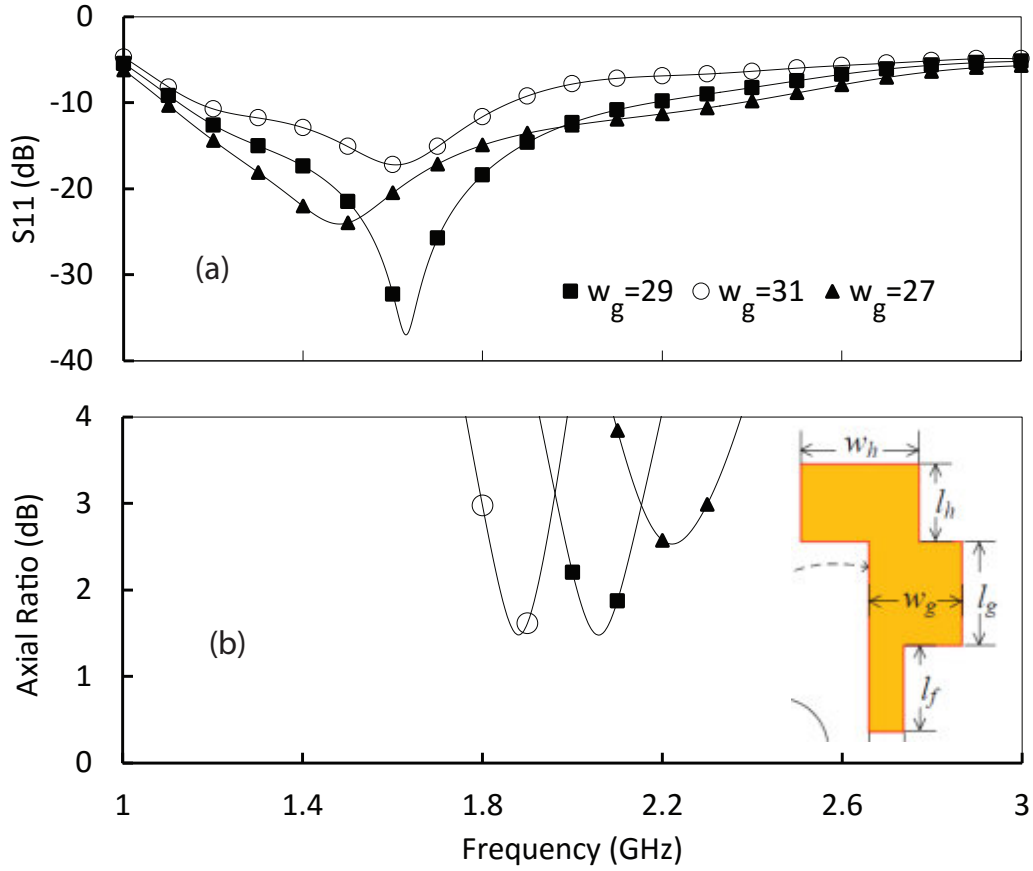 0
-10
-20
-30
-40
S11 (dB)
(a)
w_g=29 w_g=31 w_g=27
4
3
2
1
0
Axial Ratio (dB)
(b)
w_h
l_h
w_g
l_g
l_f
1 1.4 1.8 2.2 2.6 3
Frequency (GHz)